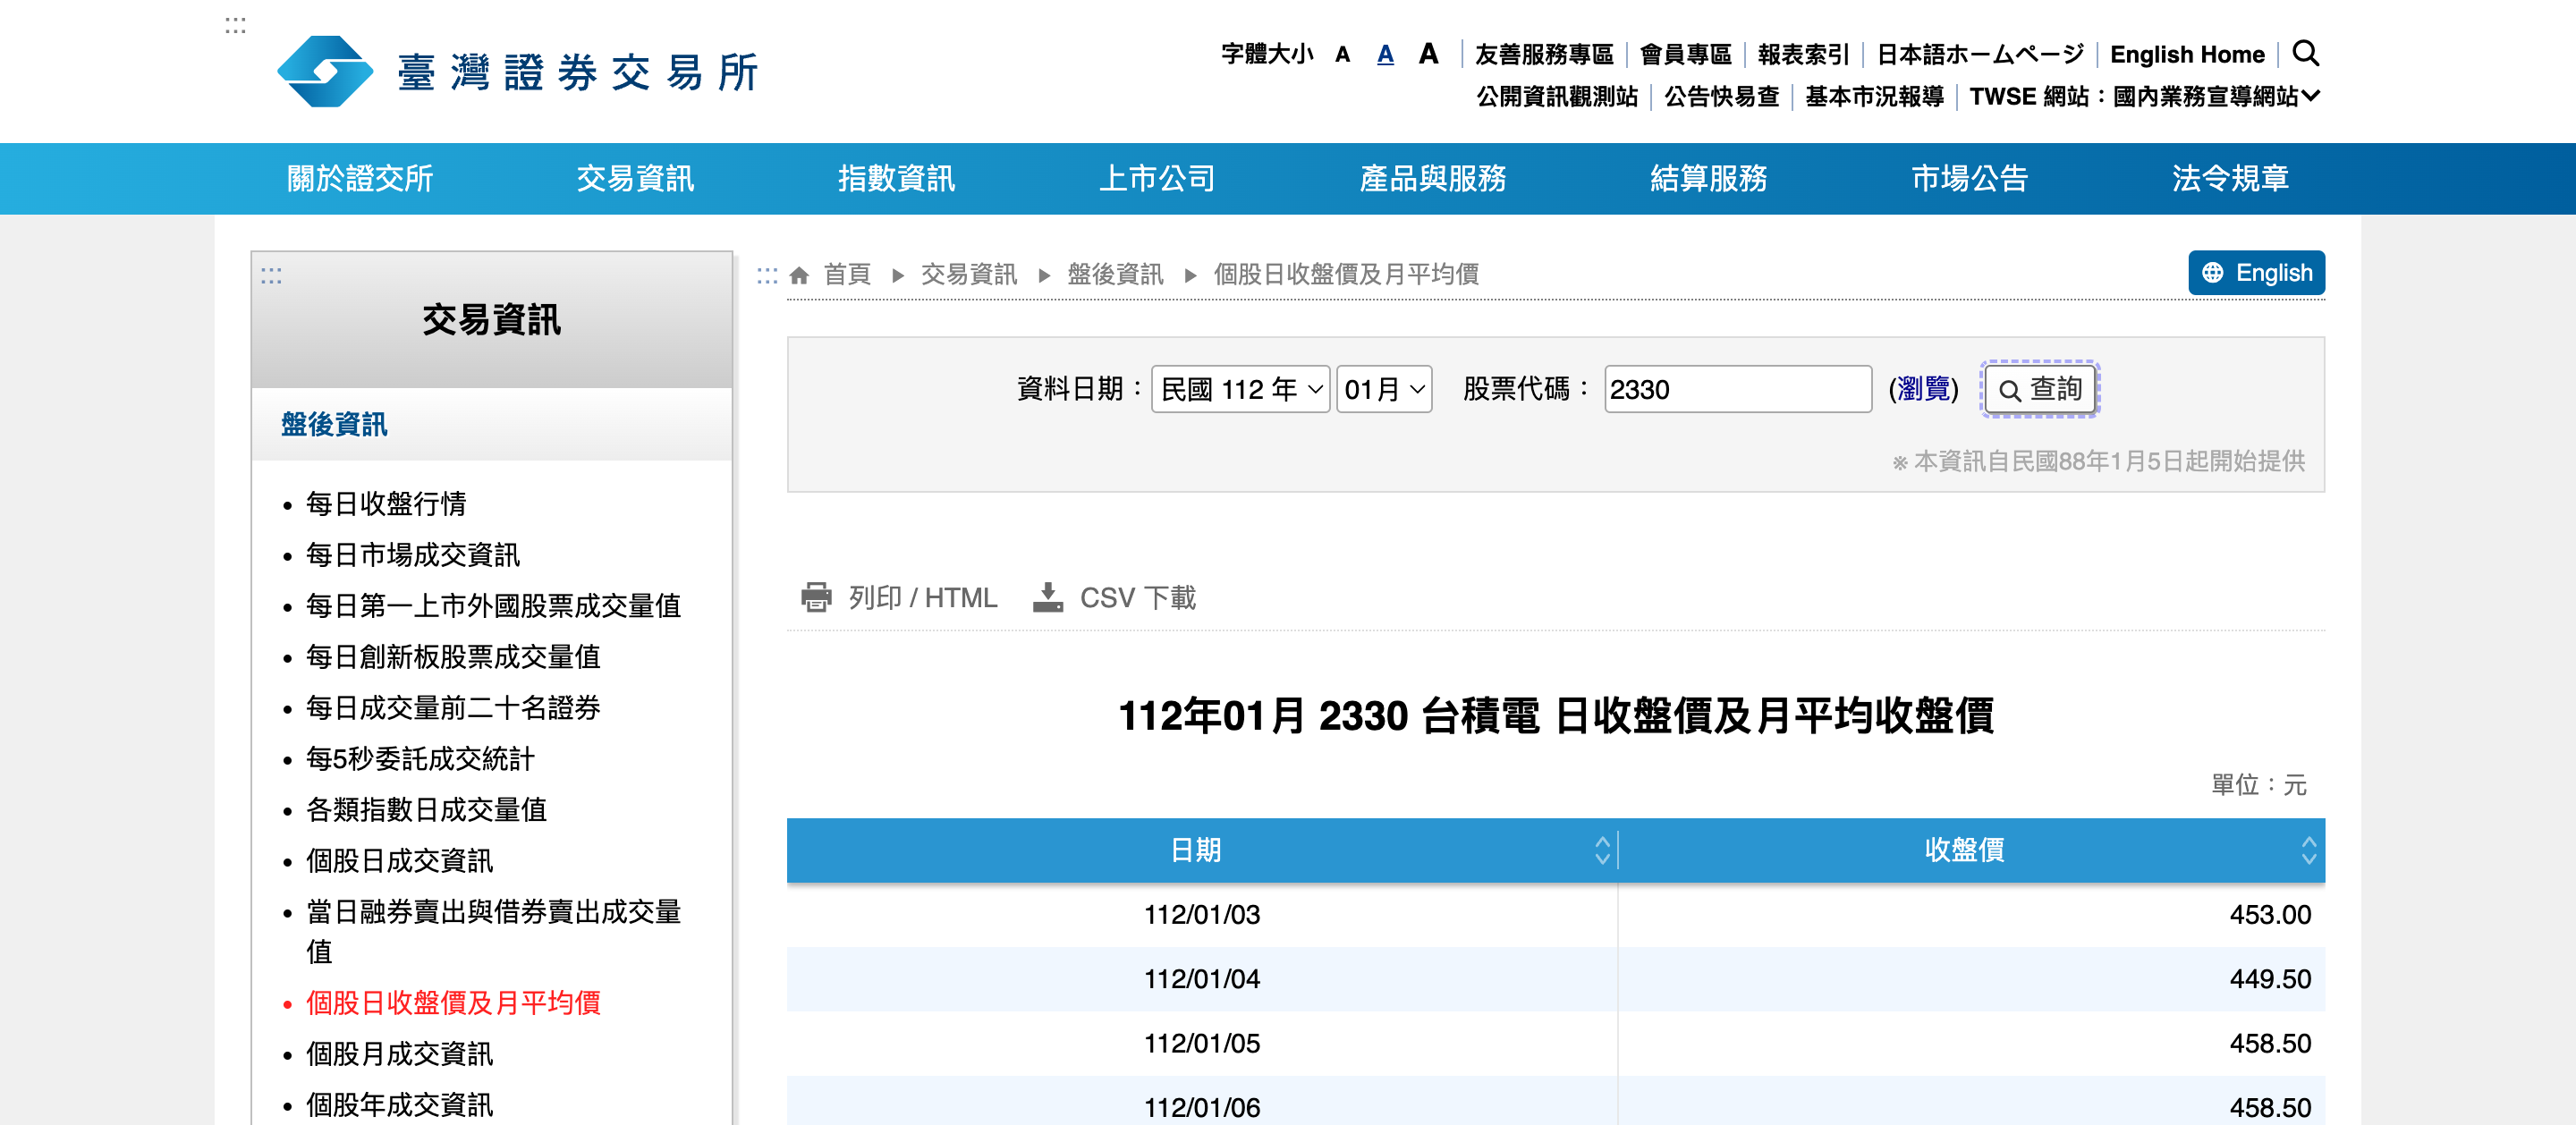 臺灣證券交易所
字體大小 A A A 友善服務專區 會員專區 報表索引 日本語ホームページ English Home
公開資訊觀測站 公告快易查 基本市況報導 TWSE 網站：國內業務宣導網站
關於證交所 交易資訊 指數資訊 上市公司 產品與服務 結算服務 市場公告 法令規章
交易資訊
盤後資訊
每日收盤行情
每日市場成交資訊
每日第一上市外國股票成交量值
每日創新板股票成交量值
每日成交量前二十名證券
每5秒委託成交統計
各類指數日成交量值
個股日成交資訊
當日融券賣出與借券賣出成交量
值
個股日收盤價及月平均價
個股月成交資訊
個股年成交資訊
首頁 交易資訊 盤後資訊 個股日收盤價及月平均價
English
資料日期： 民國 112 年 01月 股票代碼： 2330 (瀏覽) 查詢
※ 本資訊自民國88年1月5日起開始提供
列印 / HTML CSV 下載
112年01月 2330 台積電 日收盤價及月平均收盤價
單位：元
日期 收盤價
112/01/03 453.00
112/01/04 449.50
112/01/05 458.50
112/01/06 458.50